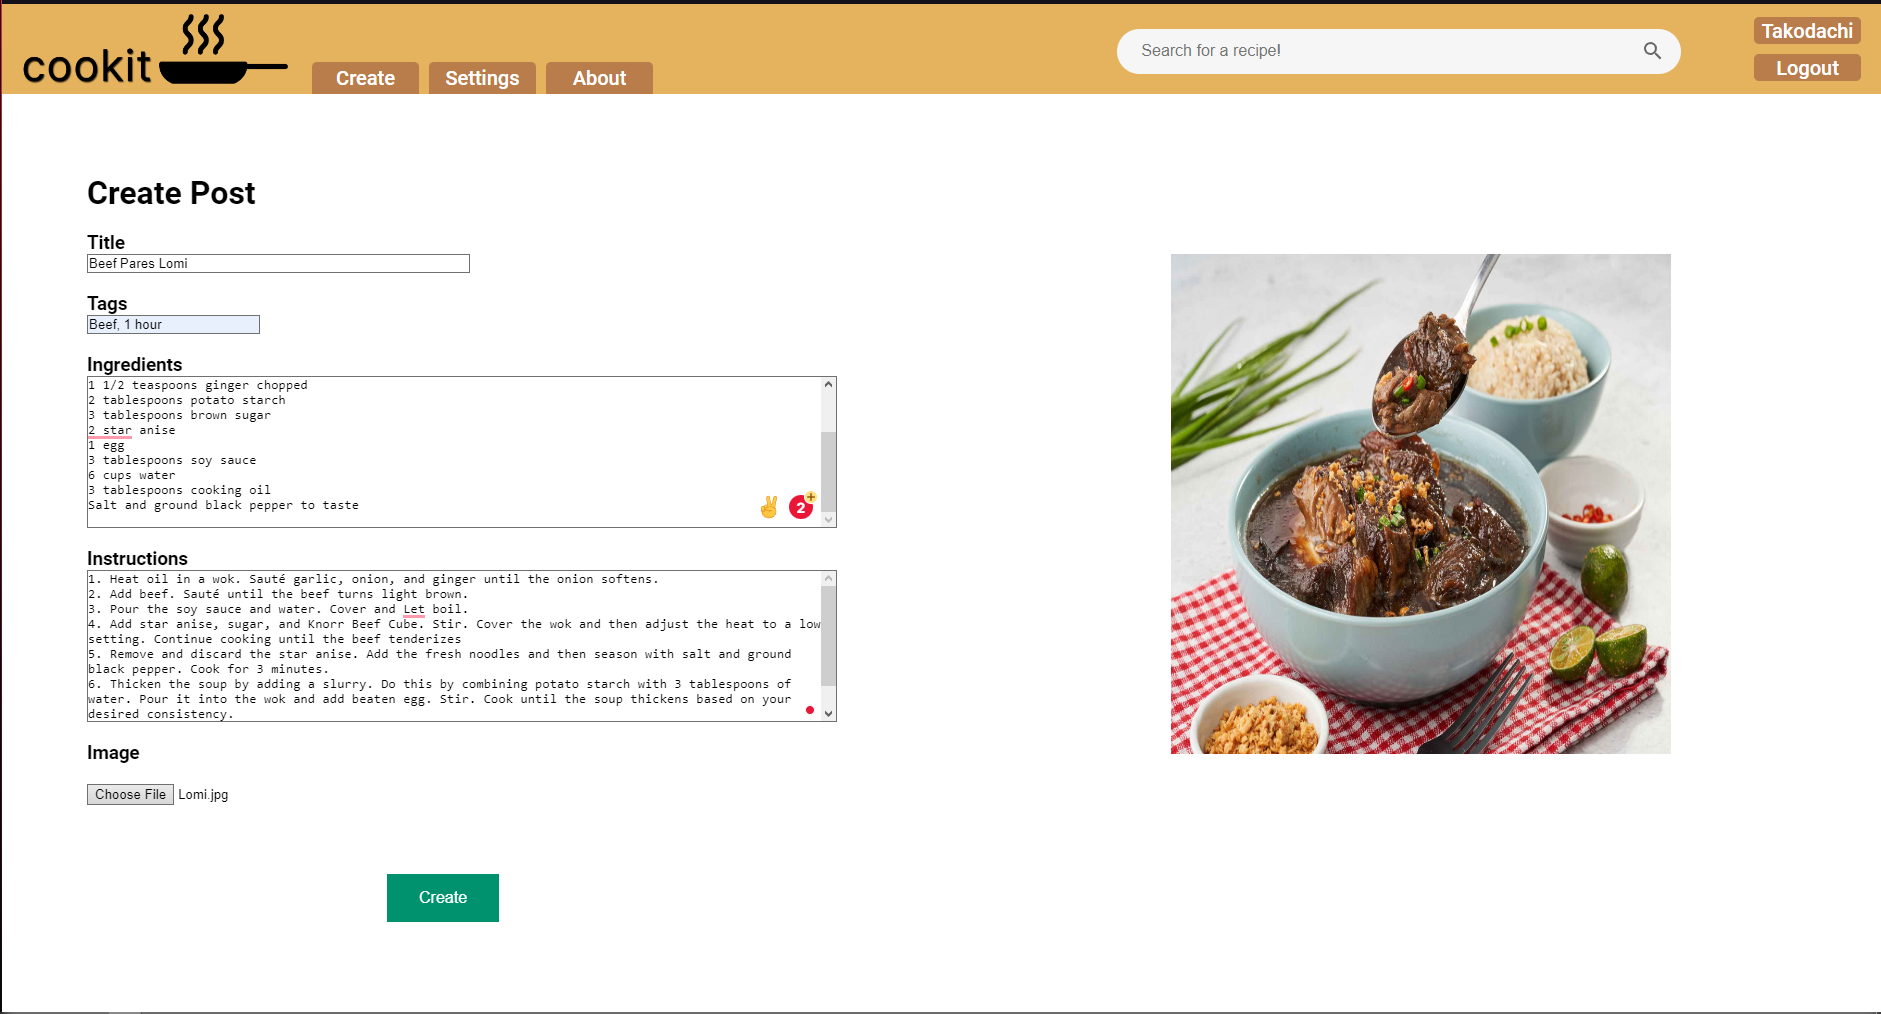 cookit
Create
Settings
About
Search for a recipe!
Takodachi
Logout
Create Post
Title
Beef Pares Lomi
Tags
Beef, 1 hour
Ingredients
1 1/2 teaspoons ginger chopped
2 tablespoons potato starch
3 tablespoons brown sugar
2 star anise
1 egg
3 tablespoons soy sauce
6 cups water
3 tablespoons cooking oil
Salt and ground black pepper to taste
2
Instructions
1. Heat oil in a wok. Sauté garlic, onion, and ginger until the onion softens.
2. Add beef. Sauté until the beef turns light brown.
3. Pour the soy sauce and water. Cover and Let boil.
4. Add star anise, sugar, and Knorr Beef Cube. Stir. Cover the wok and then adjust the heat to a low
setting. Continue cooking until the beef tenderizes
5. Remove and discard the star anise. Add the fresh noodles and then season with salt and ground
black pepper. Cook for 3 minutes.
6. Thicken the soup by adding a slurry. Do this by combining potato starch with 3 tablespoons of
water. Pour it into the wok and add beaten egg. Stir. Cook until the soup thickens based on your
desired consistency.
Image
Choose File Lomi.jpg
Create